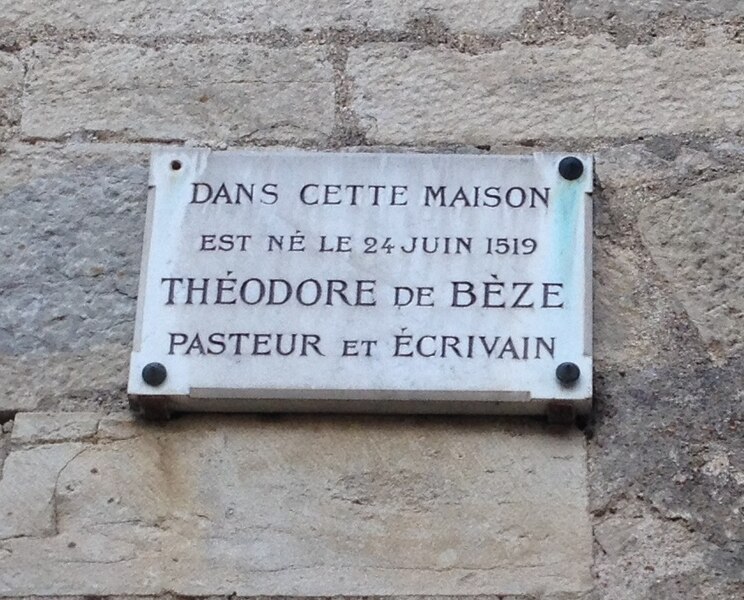 DANS CETTE MAISON
EST NÉ LE 24 JUIN 1519
THÉODORE DE BÈZE
PASTEUR ET ÉCRIVAIN